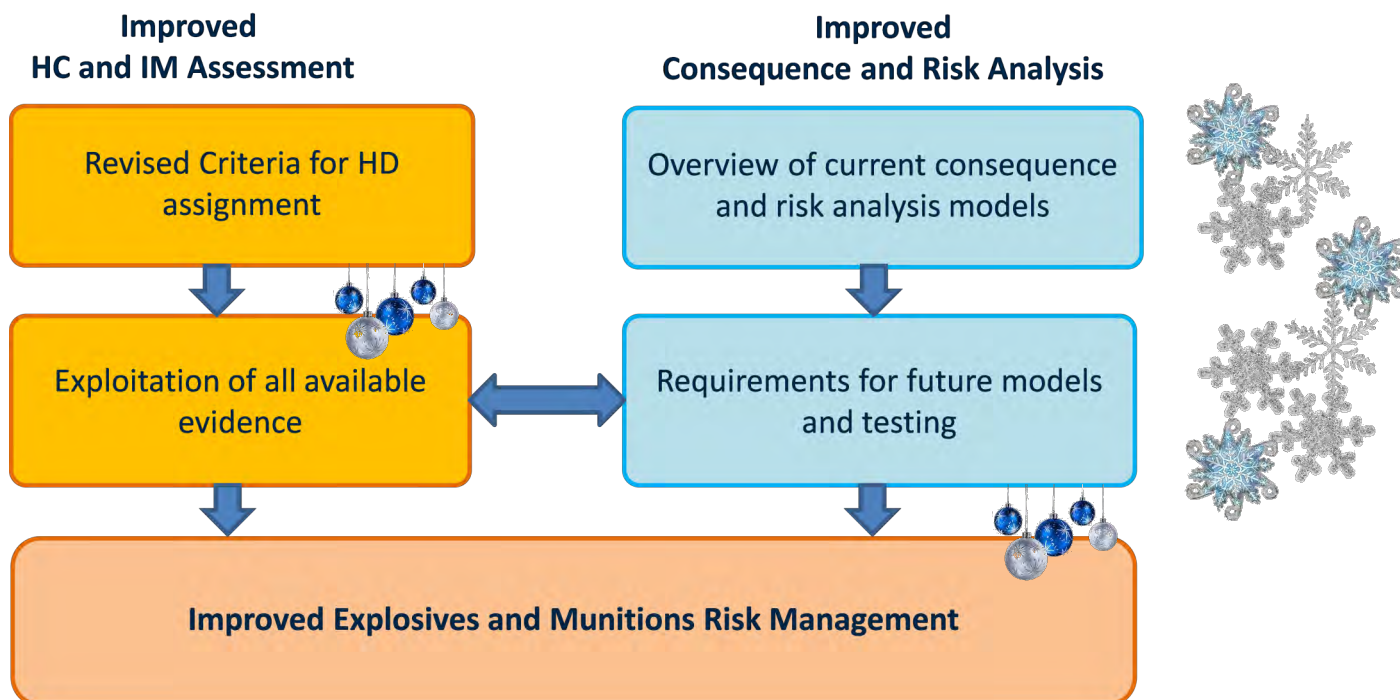 Improved
HC and IM Assessment
Improved
Consequence and Risk Analysis
Revised Criteria for HD
assignment
Overview of current consequence
and risk analysis models
Exploitation of all available
evidence
Requirements for future models
and testing
Improved Explosives and Munitions Risk Management